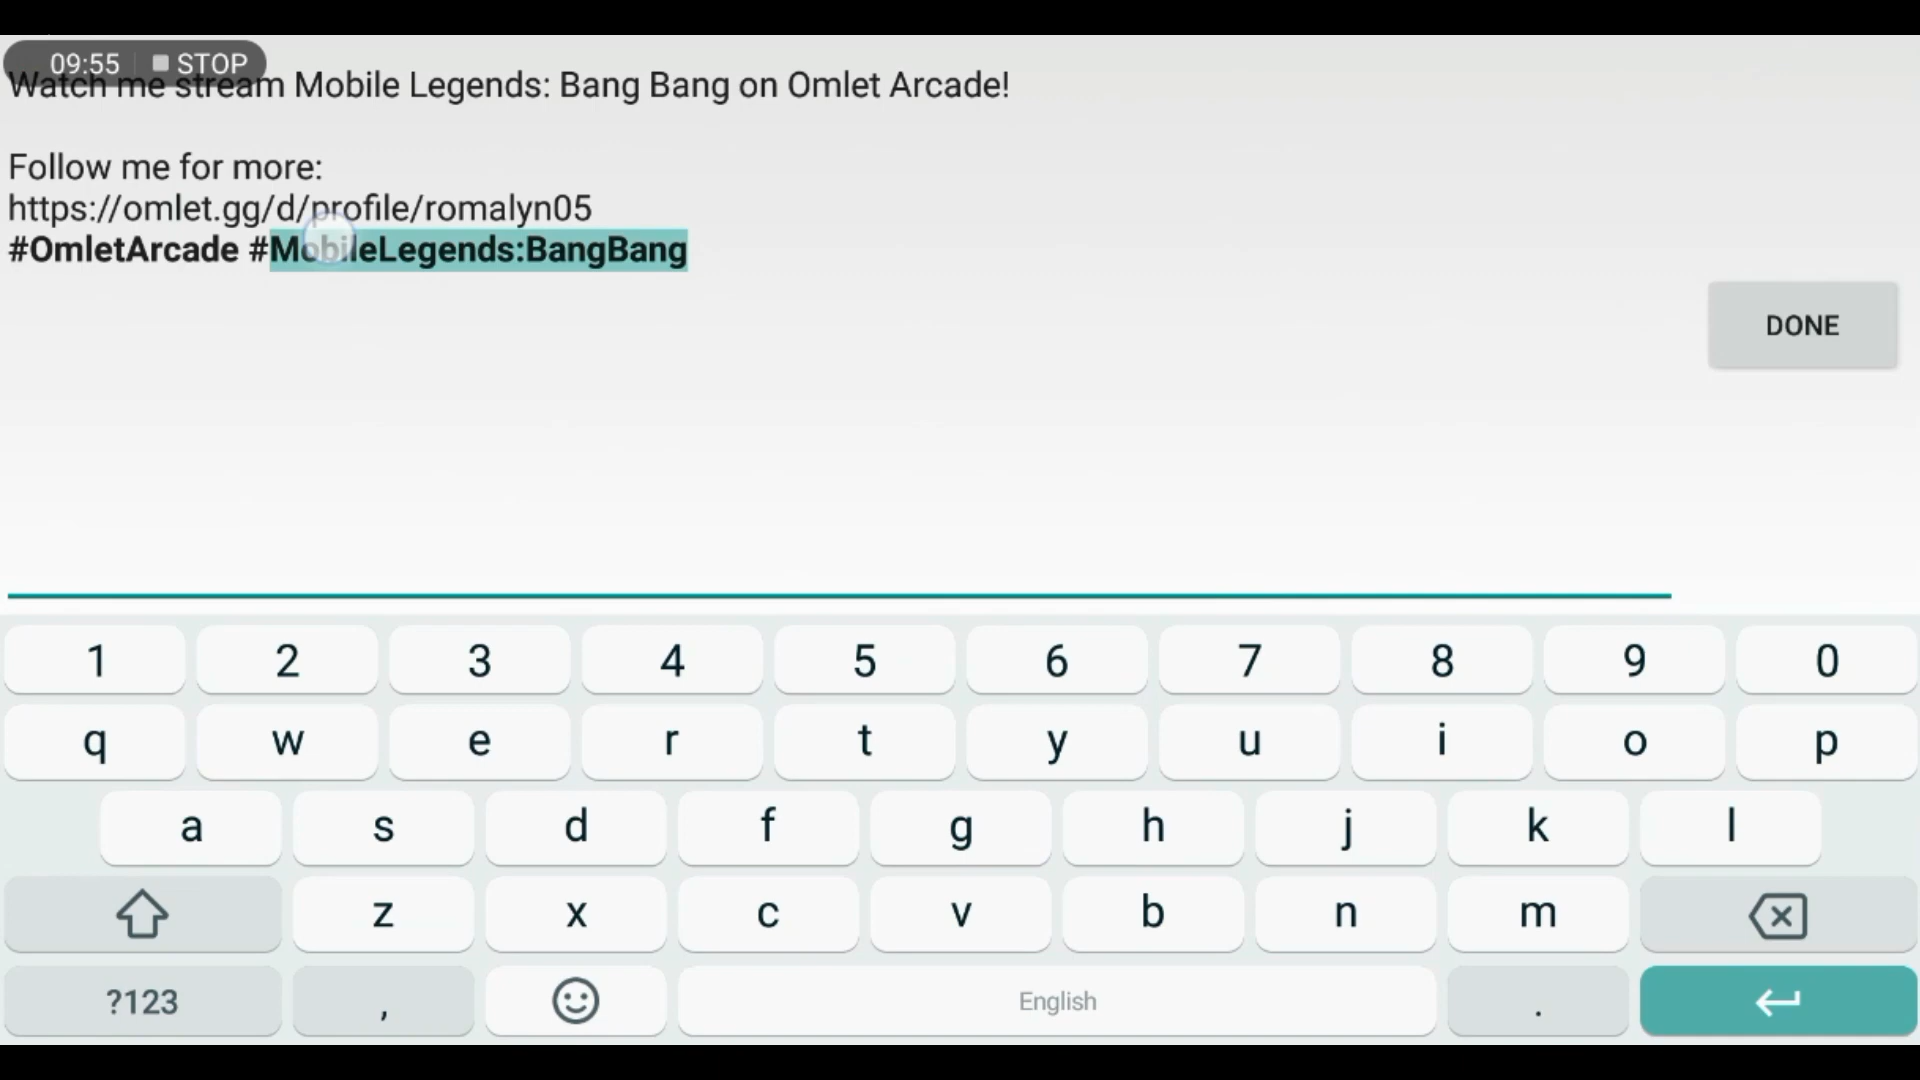 09:55 STOP
Watch me stream Mobile Legends: Bang Bang on Omlet Arcade!
Follow me for more:
https://omlet.gg/d/profile/romalyn05
#OmletArcade #MobileLegends:BangBang
DONE
1 2 3 4 5 6 7 8 9 0
q w e r t y u i o p
a s d f g h j k l
z x c v b n m
?123 , English .